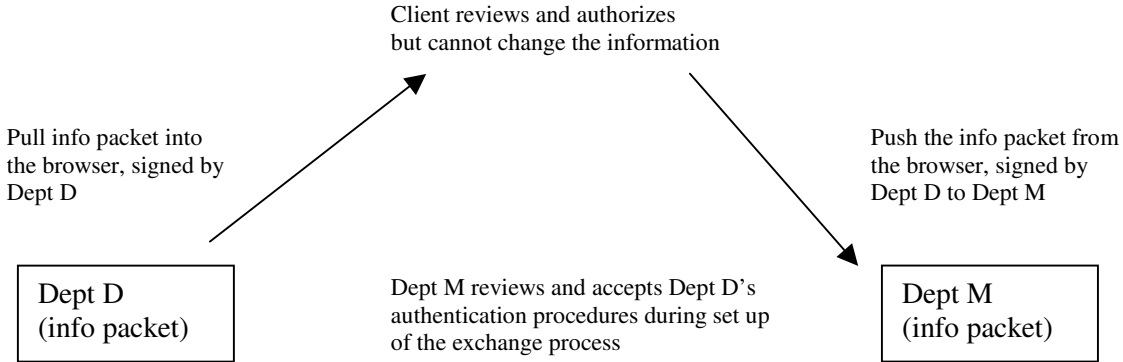 Client reviews and authorizes
but cannot change the information
Pull info packet into
the browser, signed by
Dept D
Push the info packet from
the browser, signed by
Dept D to Dept M
Dept D
(info packet)
Dept M reviews and accepts Dept D’s
authentication procedures during set up
of the exchange process
Dept M
(info packet)